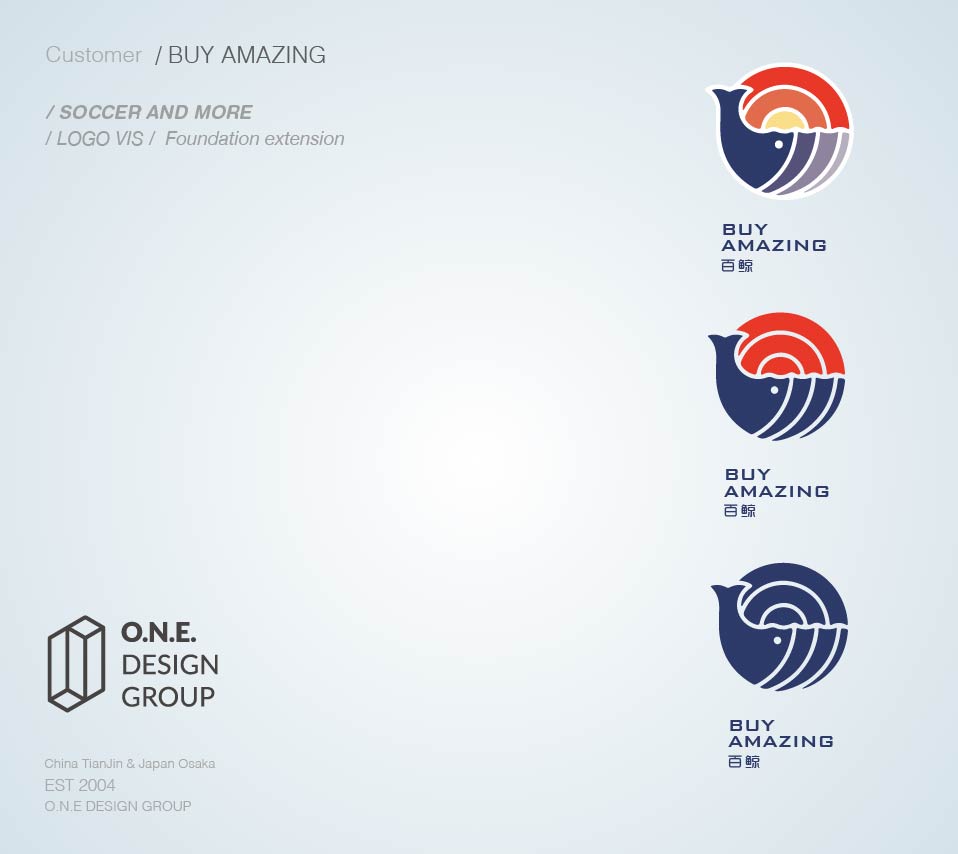 Customer / BUY AMAZING
/ SOCCER AND MORE
/ LOGO VIS / Foundation extension
BUY
AMAZING
百鲸
BUY
AMAZING
百鲸
BUY
AMAZING
百鲸
O.N.E.
DESIGN
GROUP
China TianJin & Japan Osaka
EST 2004
O.N.E DESIGN GROUP